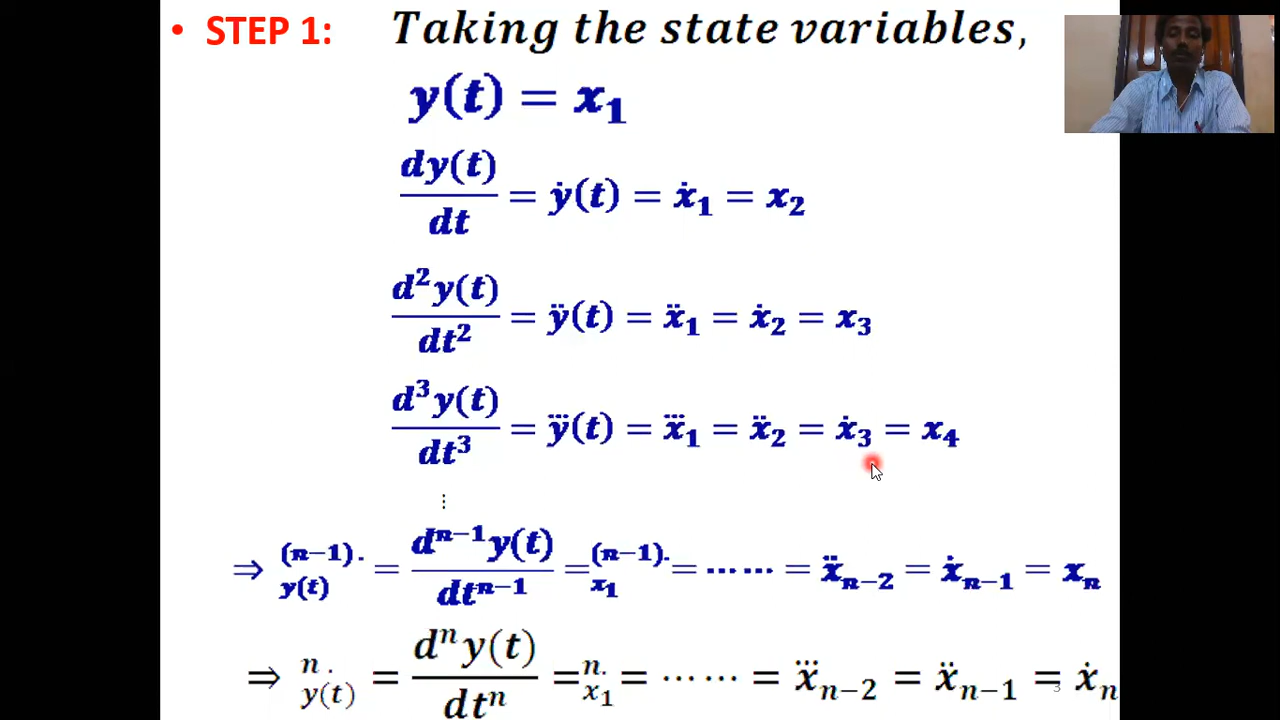 • STEP 1: Taking the state variables,
y(t) = x₁
dy(t)/dt = ẏ(t) = ẋ₁ = x₂
d²y(t)/dt² = ÿ(t) = ẍ₁ = ẋ₂ = x₃
d³y(t)/dt³ = y⃛(t) = x⃛₁ = ẍ₂ = ẋ₃ = x₄
⋮
⇒ (n−1)· y(t) = dⁿ⁻¹y(t)/dtⁿ⁻¹ = (n−1)· x₁ = ⋯⋯ = ẍₙ₋₂ = ẋₙ₋₁ = xₙ
⇒ n· y(t) = dⁿy(t)/dtⁿ = n· x₁ = ⋯⋯ = x⃛ₙ₋₂ = ẍₙ₋₁ = ẋₙ
3